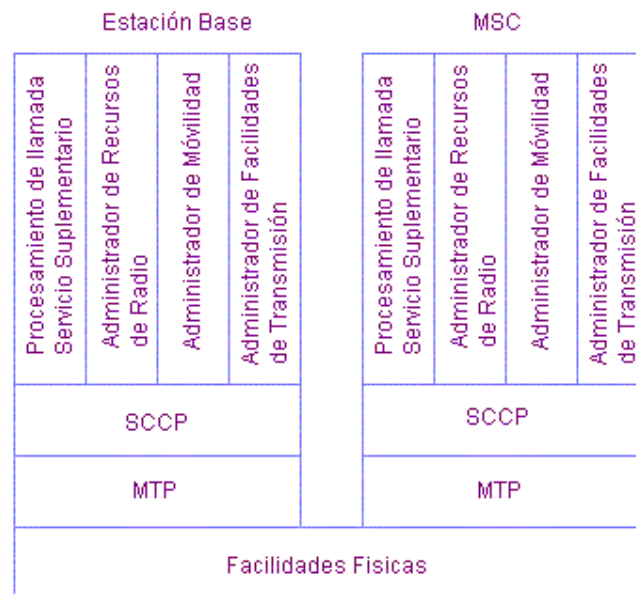 Estación Base
MSC
Procesamiento de llamada
Servicio Suplementario
Administrador de Recursos
de Radio
Administrador de Móvilidad
Administrador de Facilidades
de Transmisión
Procesamiento de llamada
Servicio Suplementario
Administrador de Recursos
de Radio
Administrador de Móvilidad
Administrador de Facilidades
de Transmisión
SCCP
SCCP
MTP
MTP
Facilidades Fisicas